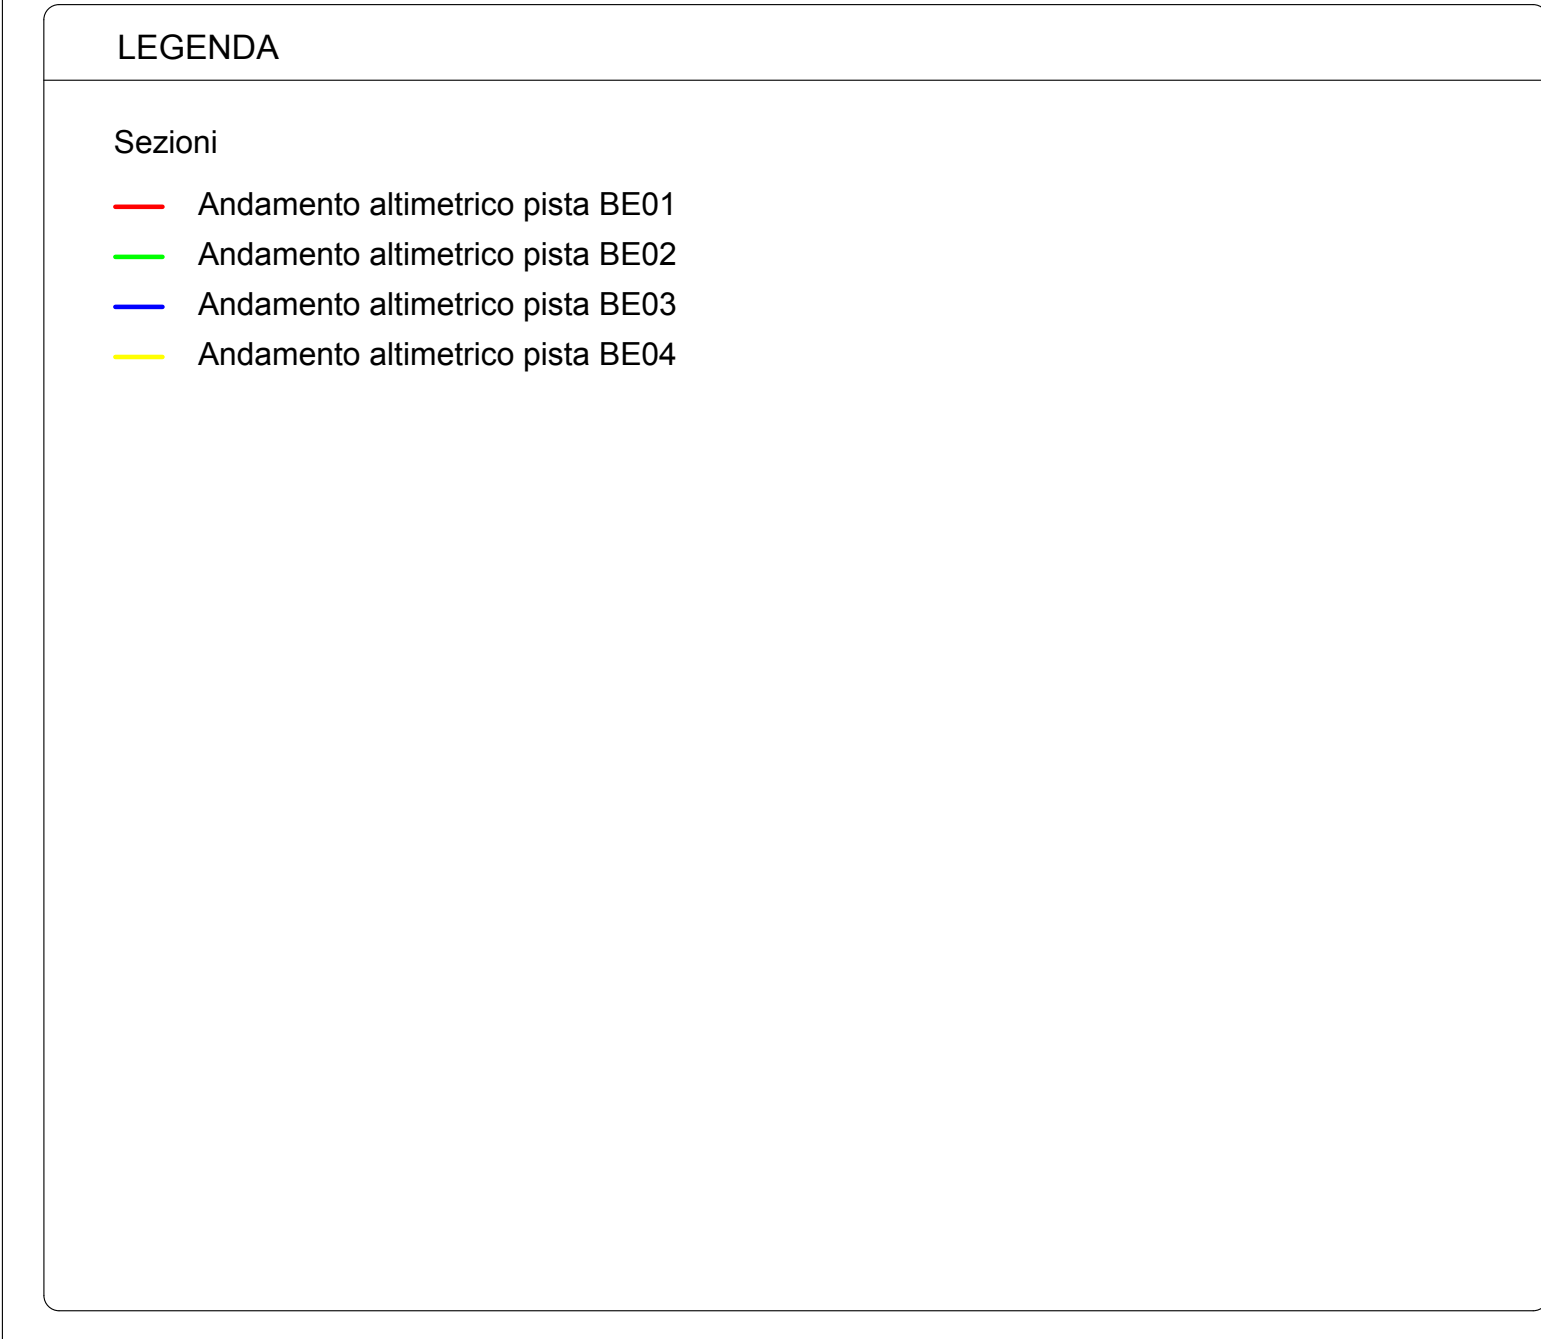 LEGENDA
Sezioni
Andamento altimetrico pista BE01
Andamento altimetrico pista BE02
Andamento altimetrico pista BE03
Andamento altimetrico pista BE04